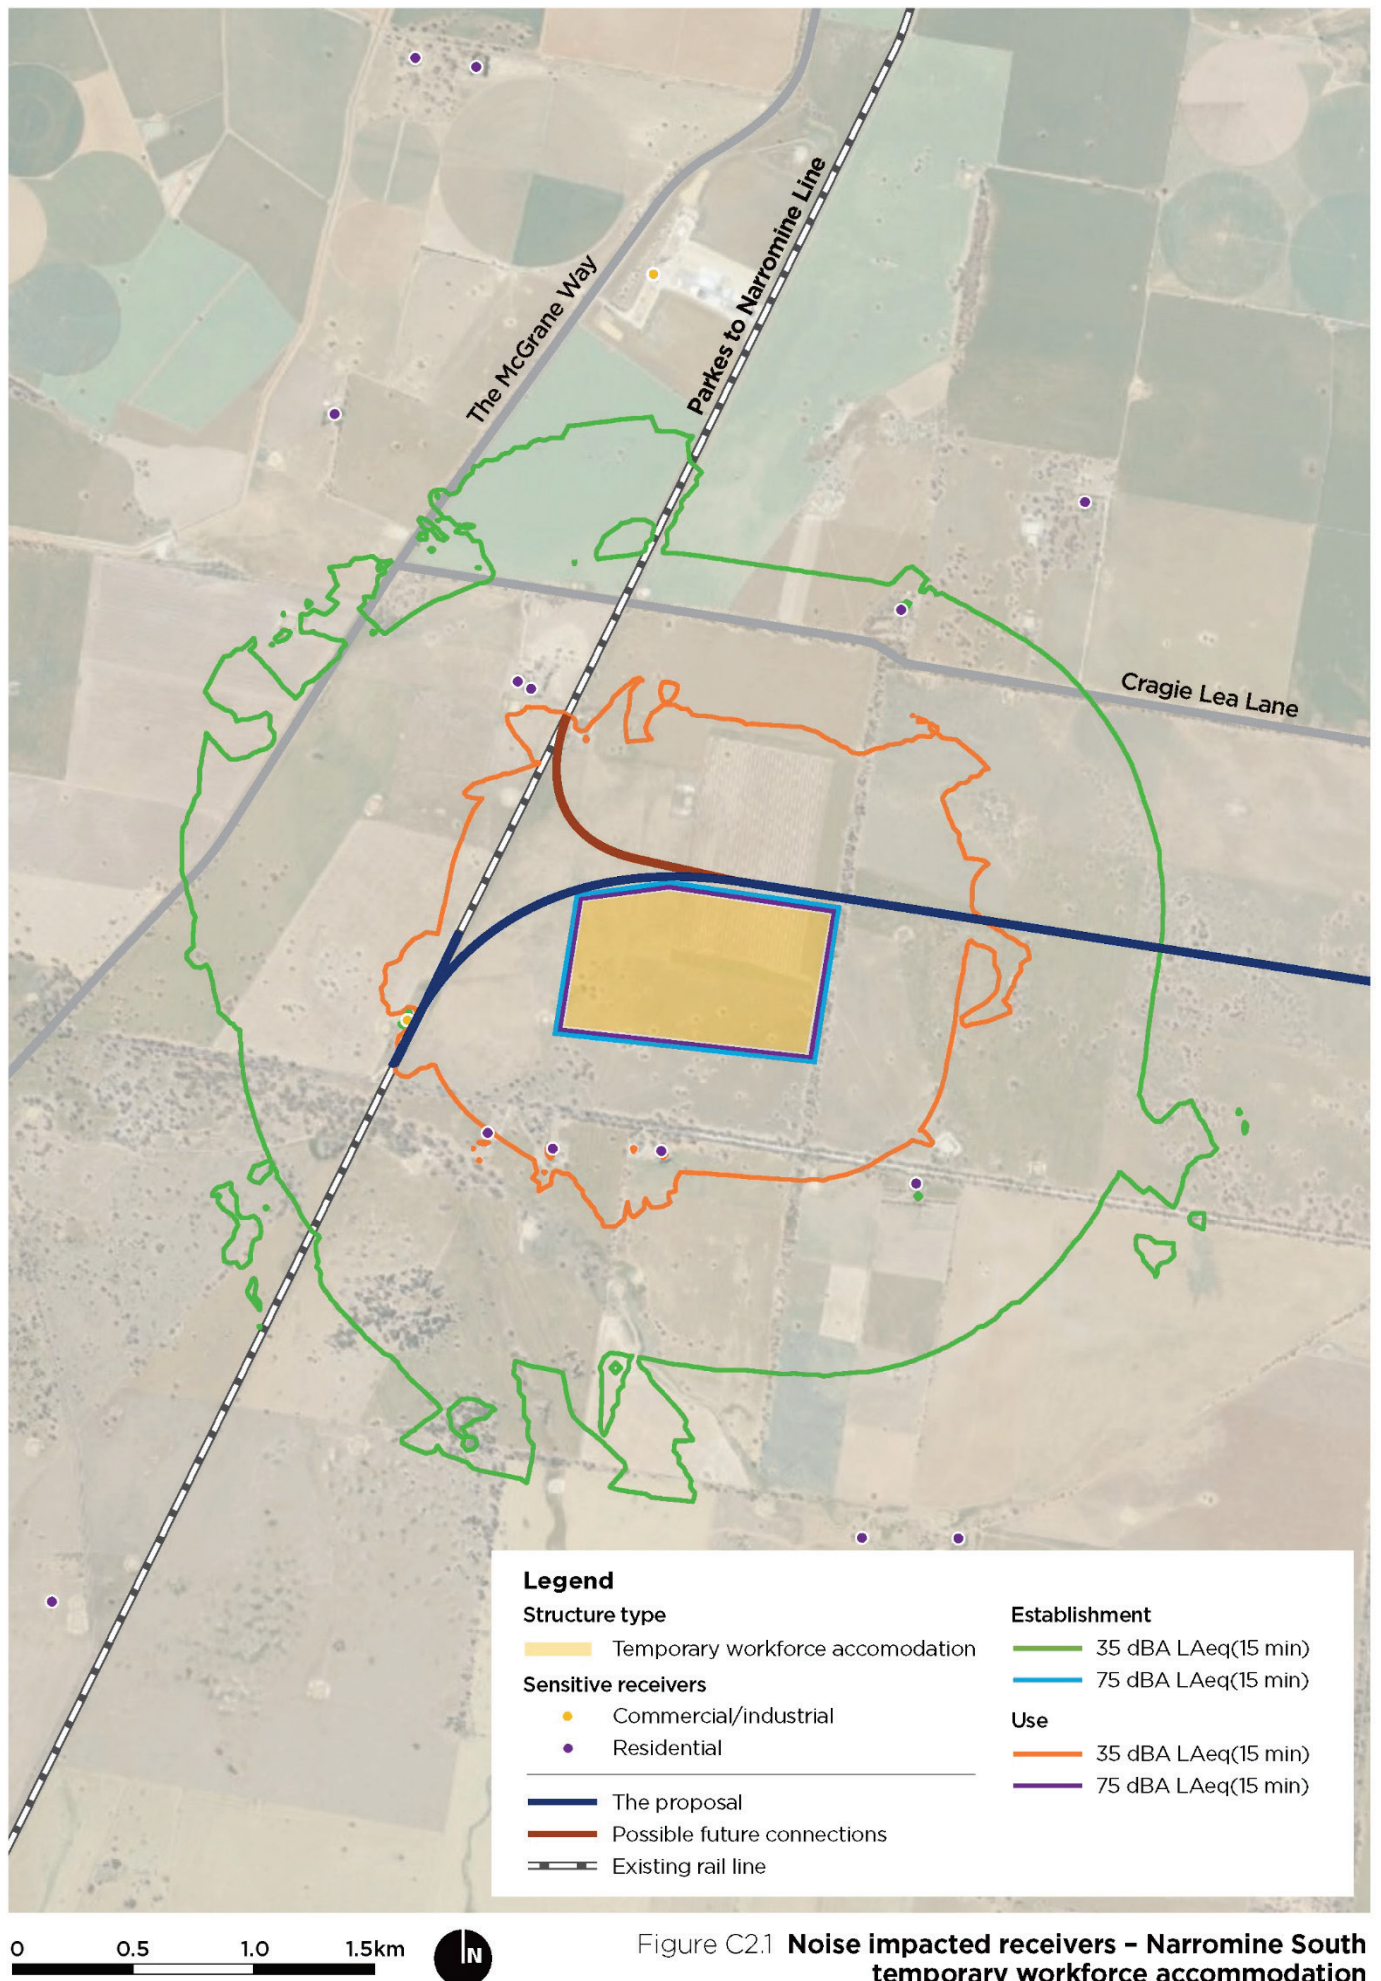 The McGrane Way
Parkes to Narromine Line
Cragie Lea Lane
Legend
Structure type
Temporary workforce accomodation
Sensitive receivers
Commercial/industrial
Residential
The proposal
Possible future connections
Existing rail line
Establishment
35 dBA LAeq(15 min)
75 dBA LAeq(15 min)
Use
35 dBA LAeq(15 min)
75 dBA LAeq(15 min)
0 0.5 1.0 1.5km
N
Figure C2.1 Noise impacted receivers – Narromine South
temporary workforce accommodation